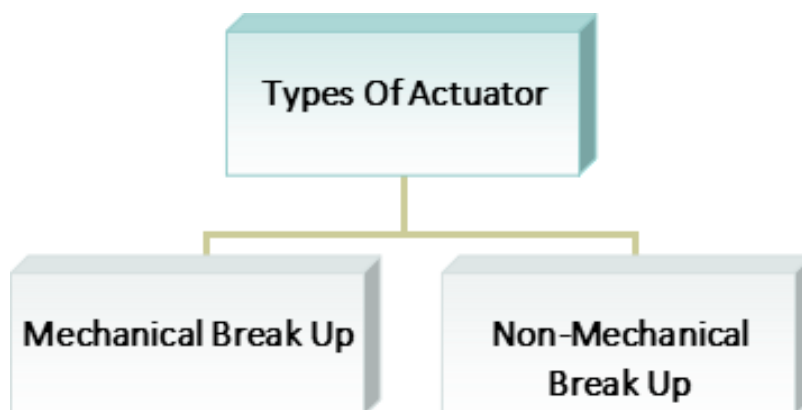 Types Of Actuator
Mechanical Break Up
Non-Mechanical
Break Up